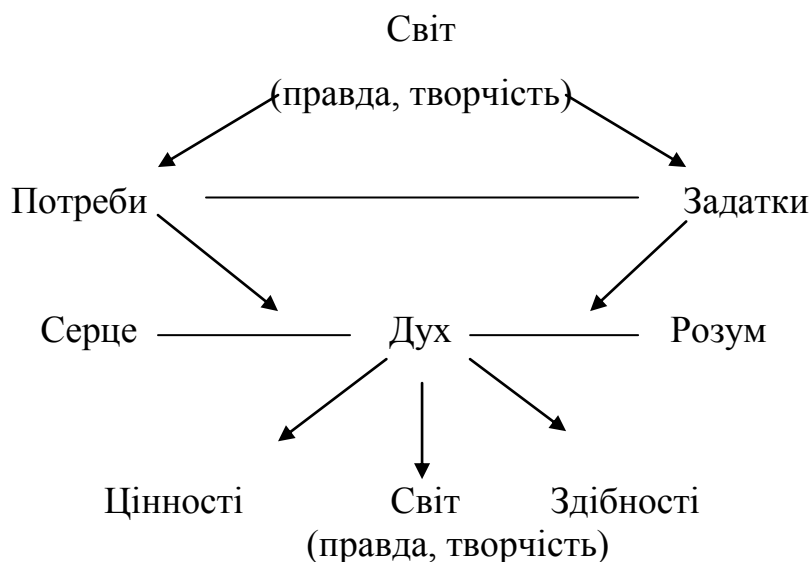 Світ
(правда, творчість)
Потреби Задатки
Серце Дух Розум
Цінності Світ Здібності
(правда, творчість)